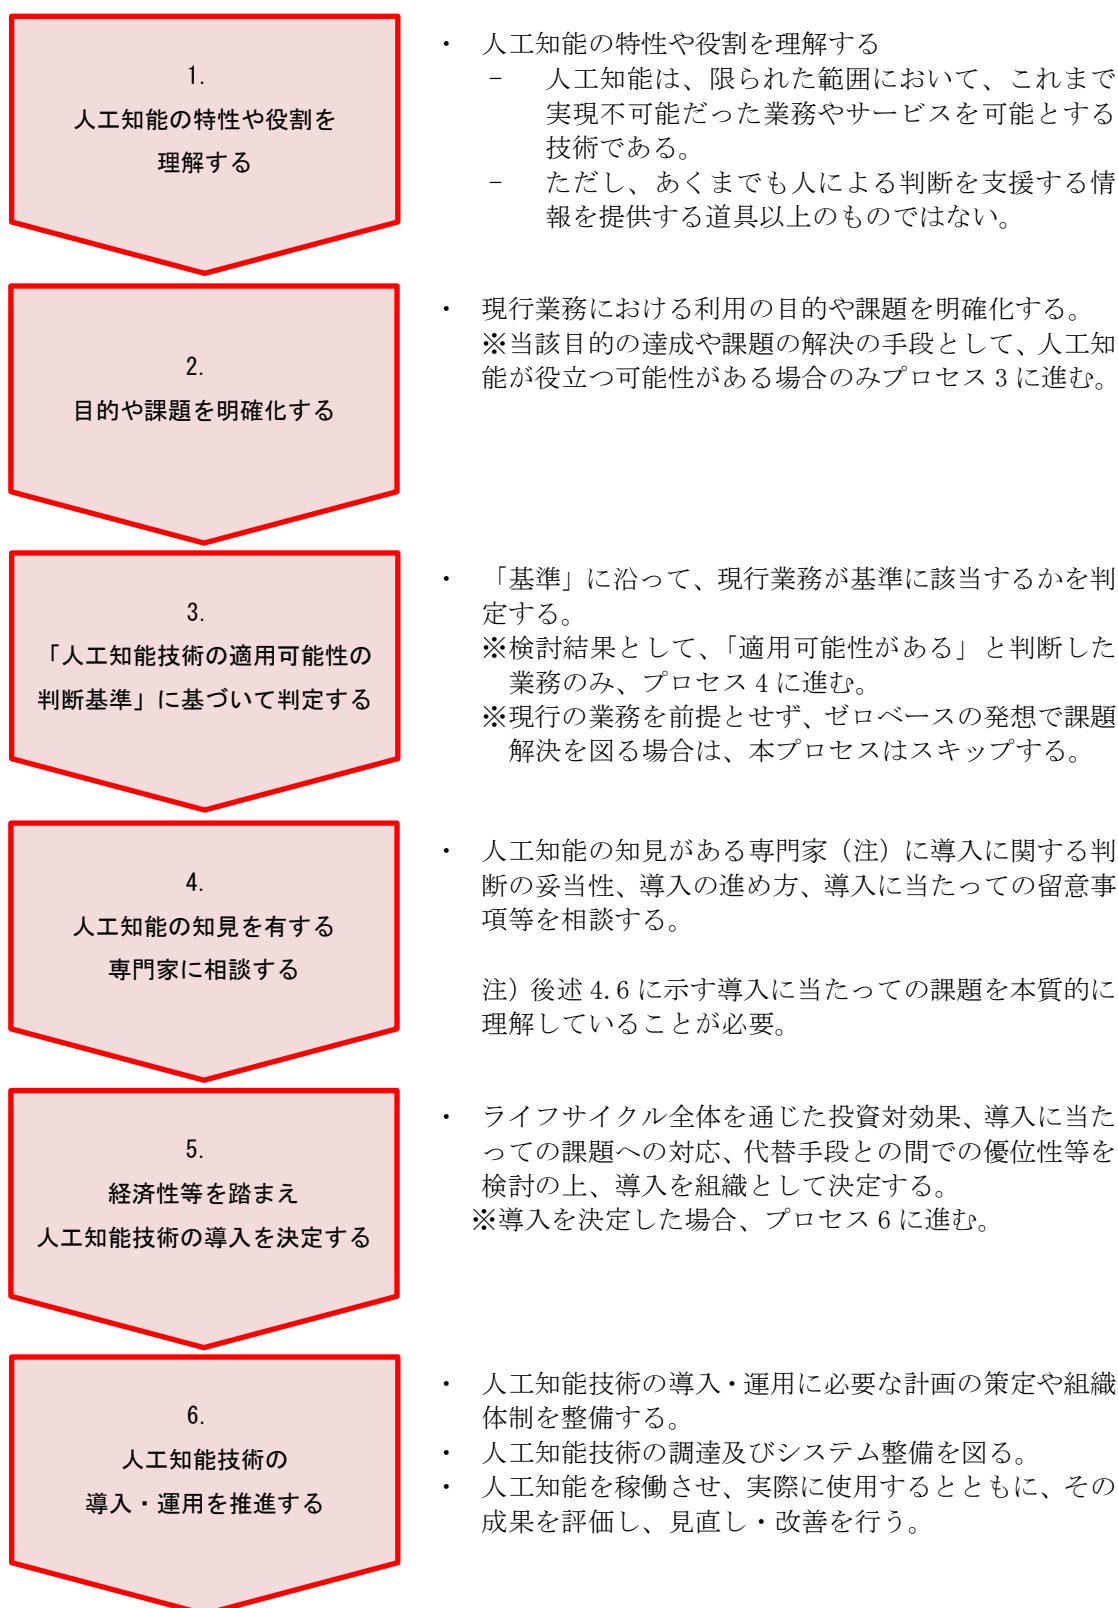 1.
人工知能の特性や役割を
理解する
・ 人工知能の特性や役割を理解する
－ 人工知能は、限られた範囲において、これまで
実現不可能だった業務やサービスを可能とする
技術である。
－ ただし、あくまでも人による判断を支援する情
報を提供する道具以上のものではない。
2.
目的や課題を明確化する
・ 現行業務における利用の目的や課題を明確化する。
※当該目的の達成や課題の解決の手段として、人工知
能が役立つ可能性がある場合のみプロセス 3 に進む。
3.
「人工知能技術の適用可能性の
判断基準」に基づいて判定する
・ 「基準」に沿って、現行業務が基準に該当するかを判
定する。
※検討結果として、「適用可能性がある」と判断した
業務のみ、プロセス 4 に進む。
※現行の業務を前提とせず、ゼロベースの発想で課題
解決を図る場合は、本プロセスはスキップする。
4.
人工知能の知見を有する
専門家に相談する
・ 人工知能の知見がある専門家（注）に導入に関する判
断の妥当性、導入の進め方、導入に当たっての留意事
項等を相談する。
注）後述 4.6 に示す導入に当たっての課題を本質的に
理解していることが必要。
5.
経済性等を踏まえ
人工知能技術の導入を決定する
・ ライフサイクル全体を通じた投資対効果、導入に当た
っての課題への対応、代替手段との間での優位性等を
検討の上、導入を組織として決定する。
※導入を決定した場合、プロセス 6 に進む。
6.
人工知能技術の
導入・運用を推進する
・ 人工知能技術の導入・運用に必要な計画の策定や組織
体制を整備する。
・ 人工知能技術の調達及びシステム整備を図る。
・ 人工知能を稼働させ、実際に使用するとともに、その
成果を評価し、見直し・改善を行う。